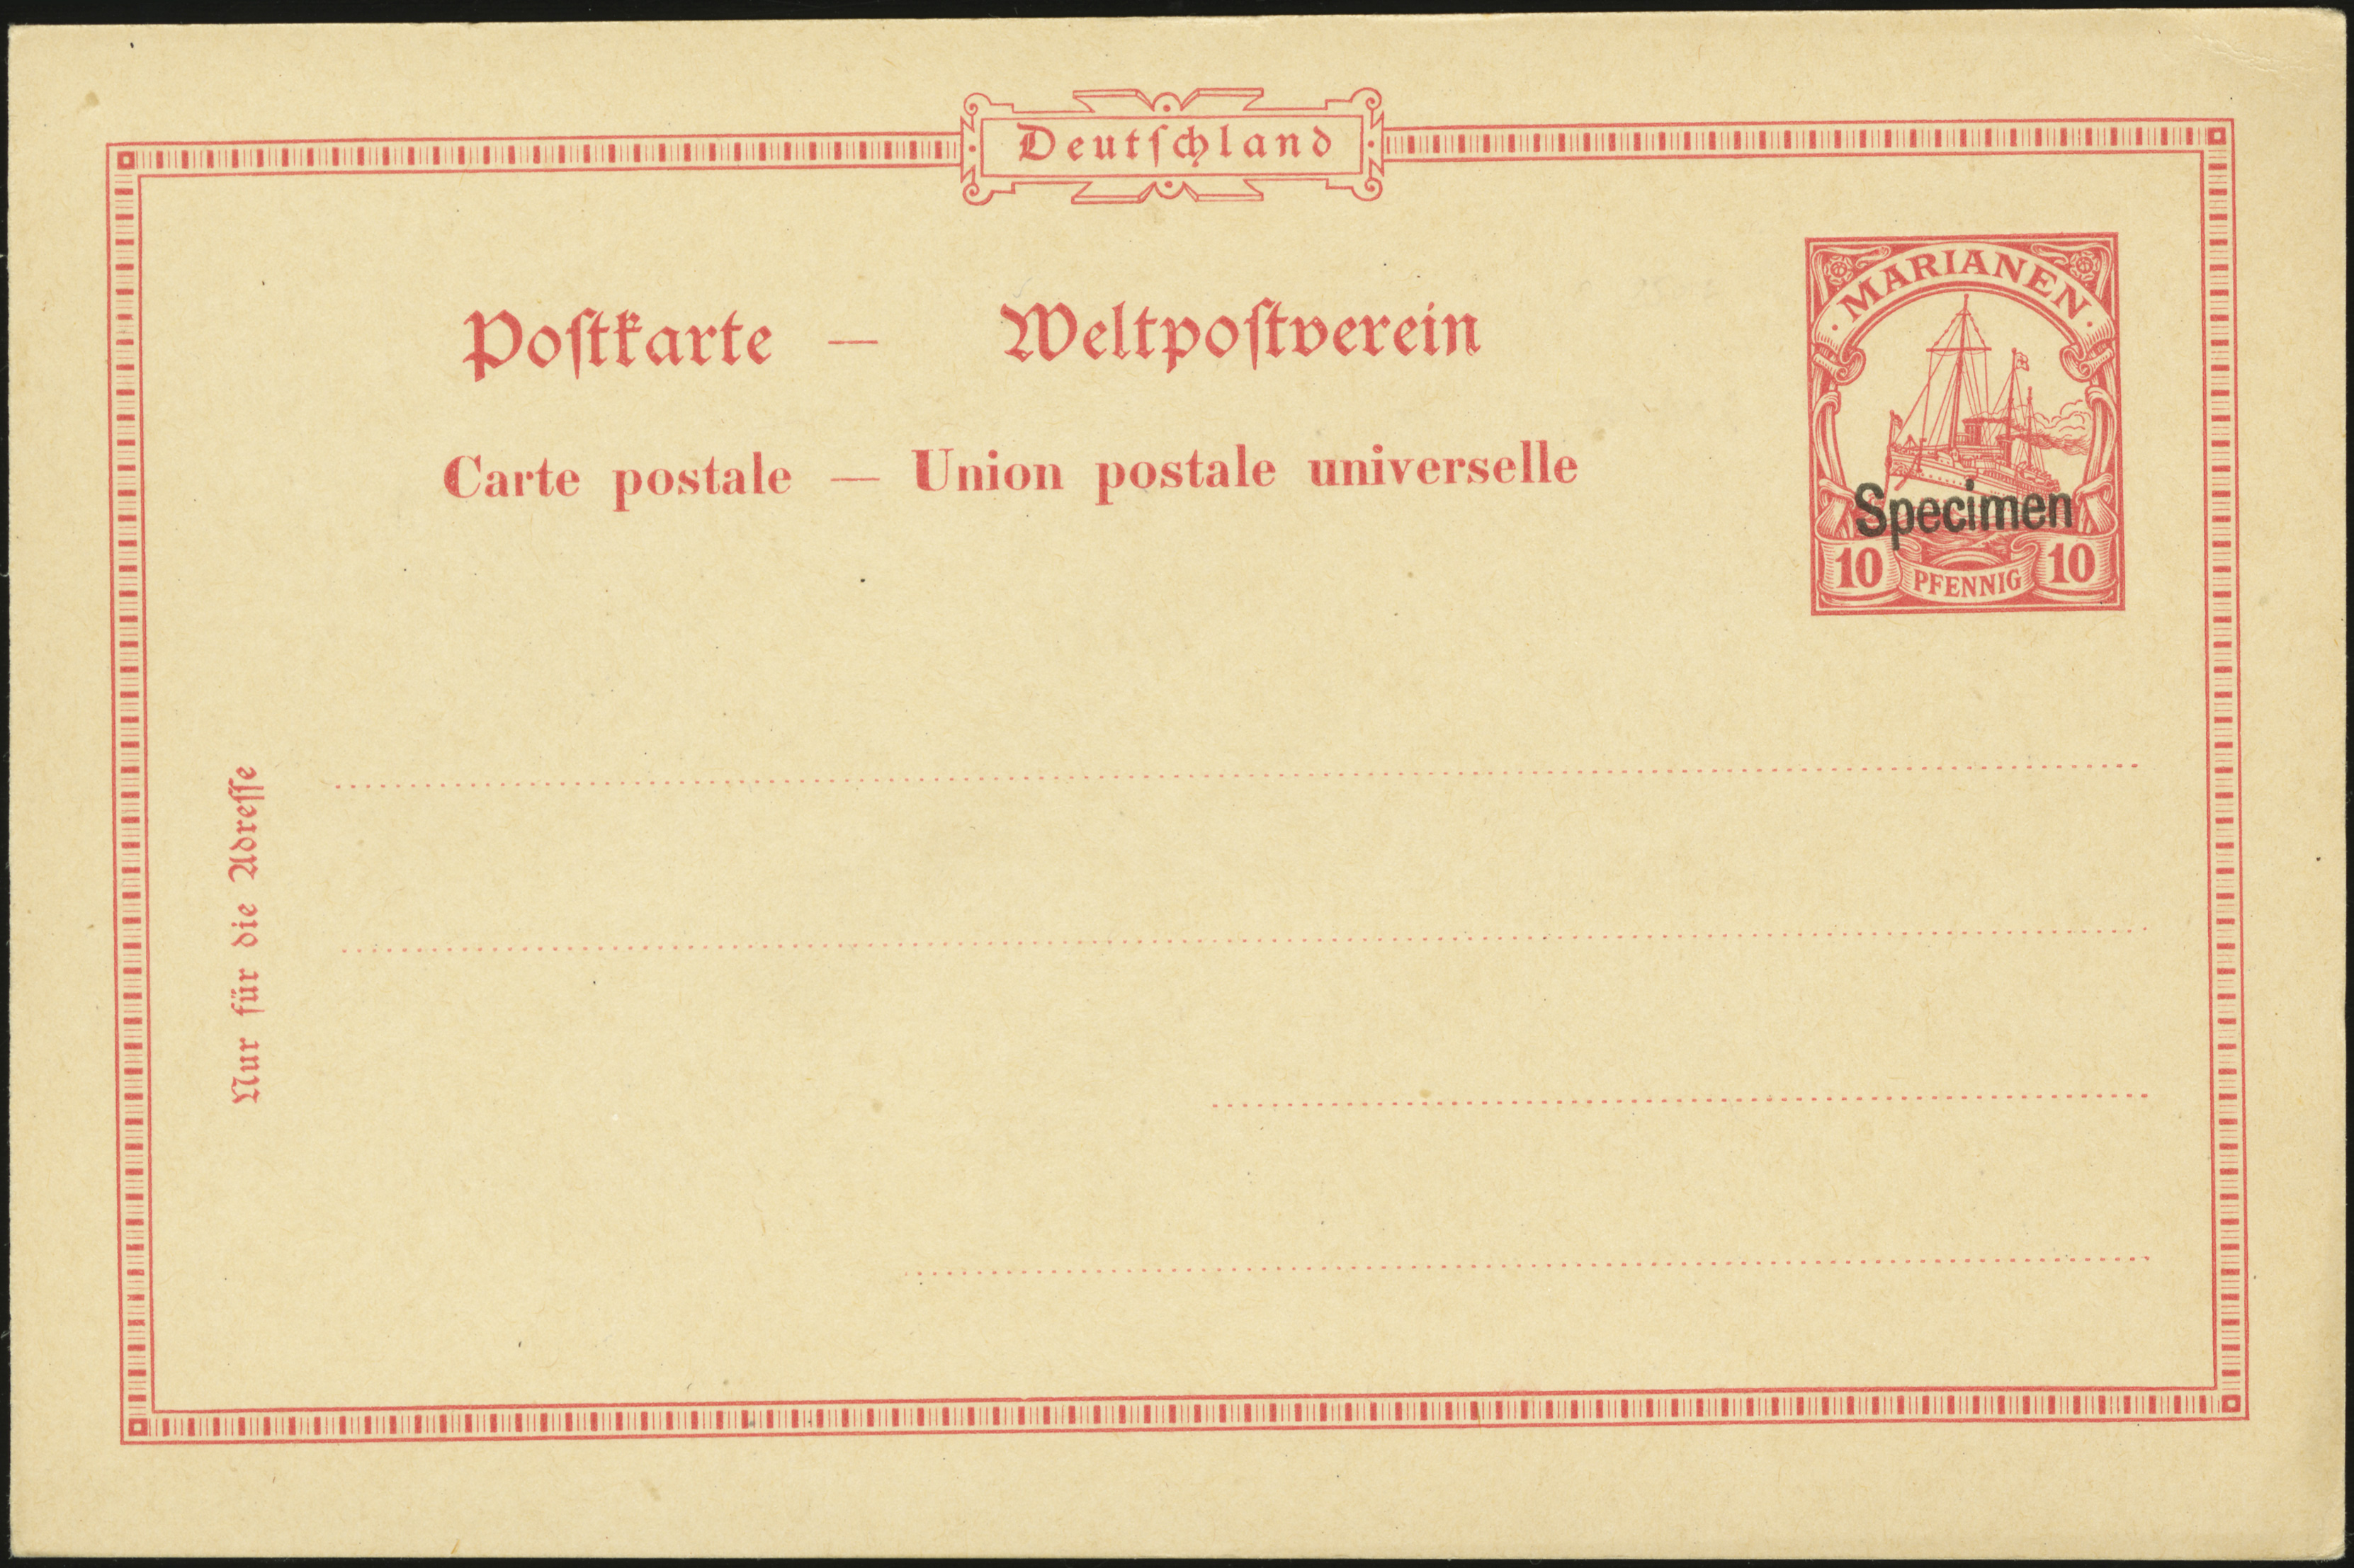 Deutſchland
Poſtkarte — Weltpoſtverein
Carte postale — Union postale universelle
MARIANEN
Specimen
10 PFENNIG 10
Nur für die Adreſſe